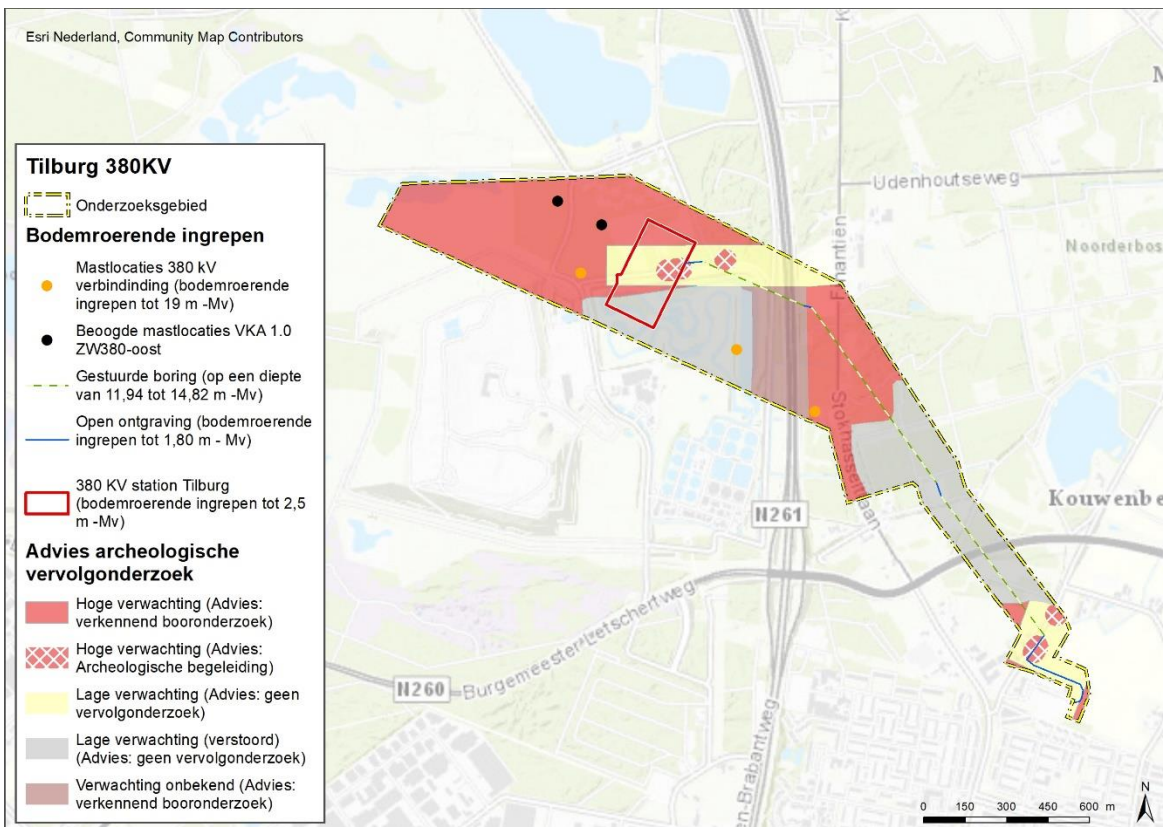 Esri Nederland, Community Map Contributors
Tilburg 380KV
Onderzoeksgebied
Bodemroerende ingrepen
Mastlocaties 380 kV
verbindinding (bodemroerende
ingrepen tot 19 m -Mv)
Beoogde mastlocaties VKA 1.0
ZW380-oost
Gestuurde boring (op een diepte
van 11,94 tot 14,82 m -Mv)
Open ontgraving (bodemroerende
ingrepen tot 1,80 m - Mv)
380 KV station Tilburg
(bodemroerende ingrepen tot 2,5
m -Mv)
Advies archeologische
vervolgonderzoek
Hoge verwachting (Advies:
verkennend booronderzoek)
Hoge verwachting (Advies:
Archeologische begeleiding)
Lage verwachting (Advies: geen
vervolgonderzoek)
Lage verwachting (verstoord)
(Advies: geen vervolgonderzoek)
Verwachting onbekend (Advies:
verkennend booronderzoek)
Udenhoutseweg
Noorderbos
N261
Kouwenbe
Burgemeester Letschertweg
N260
en-Brabantweg
0 150 300 450 600 m
N